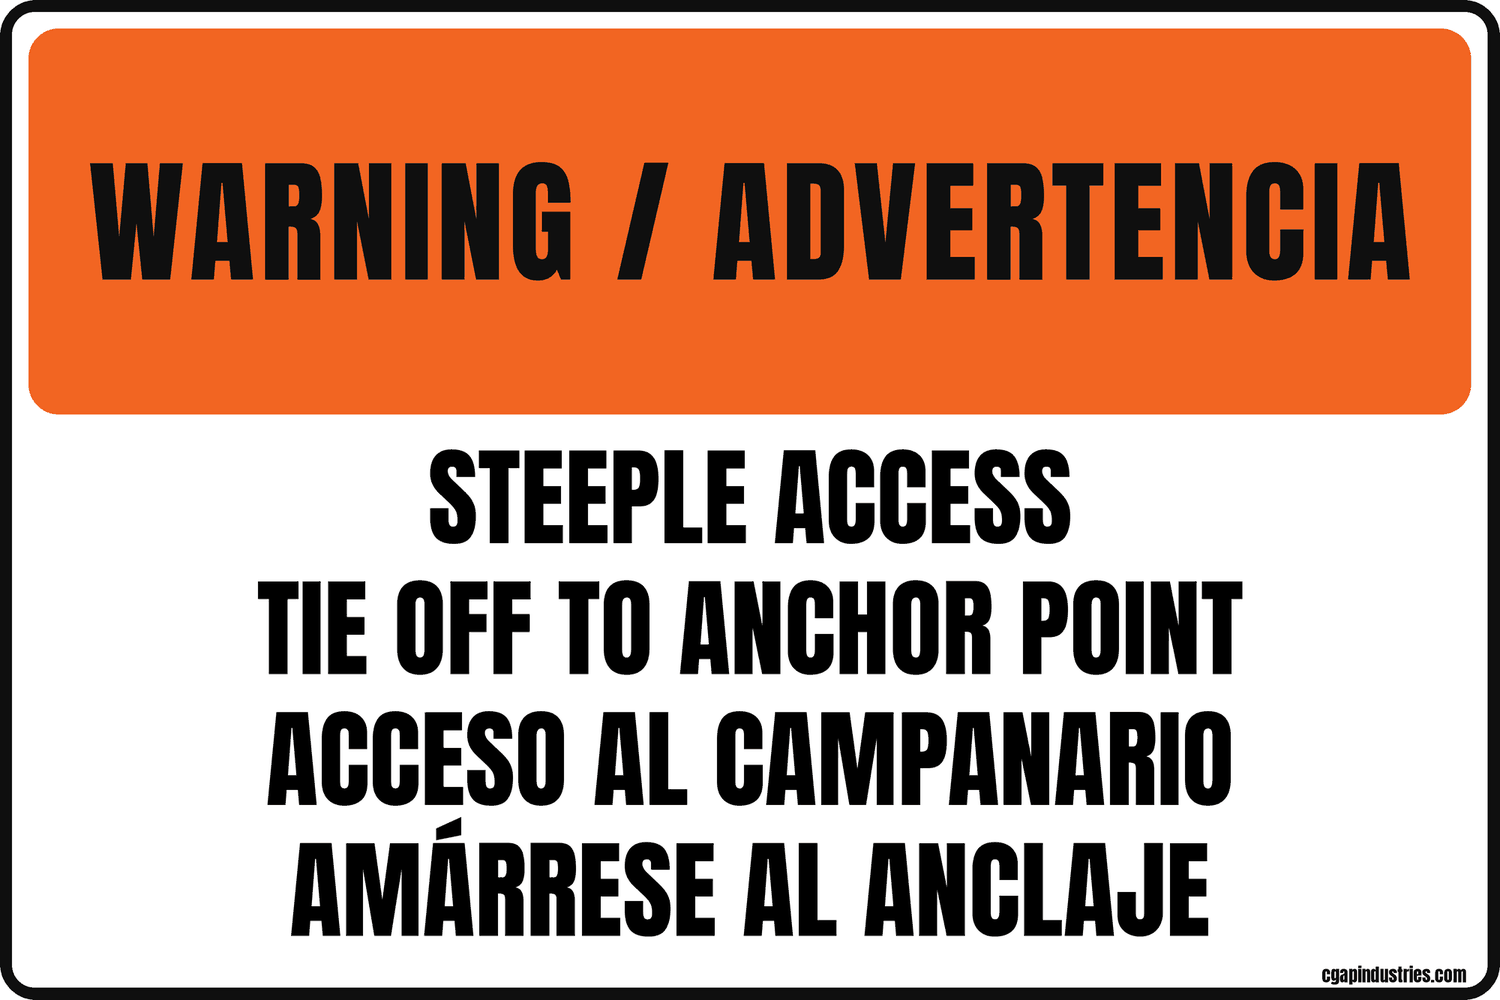 WARNING / ADVERTENCIA
STEEPLE ACCESS
TIE OFF TO ANCHOR POINT
ACCESO AL CAMPANARIO
AMÁRRESE AL ANCLAJE
cgapindustries.com